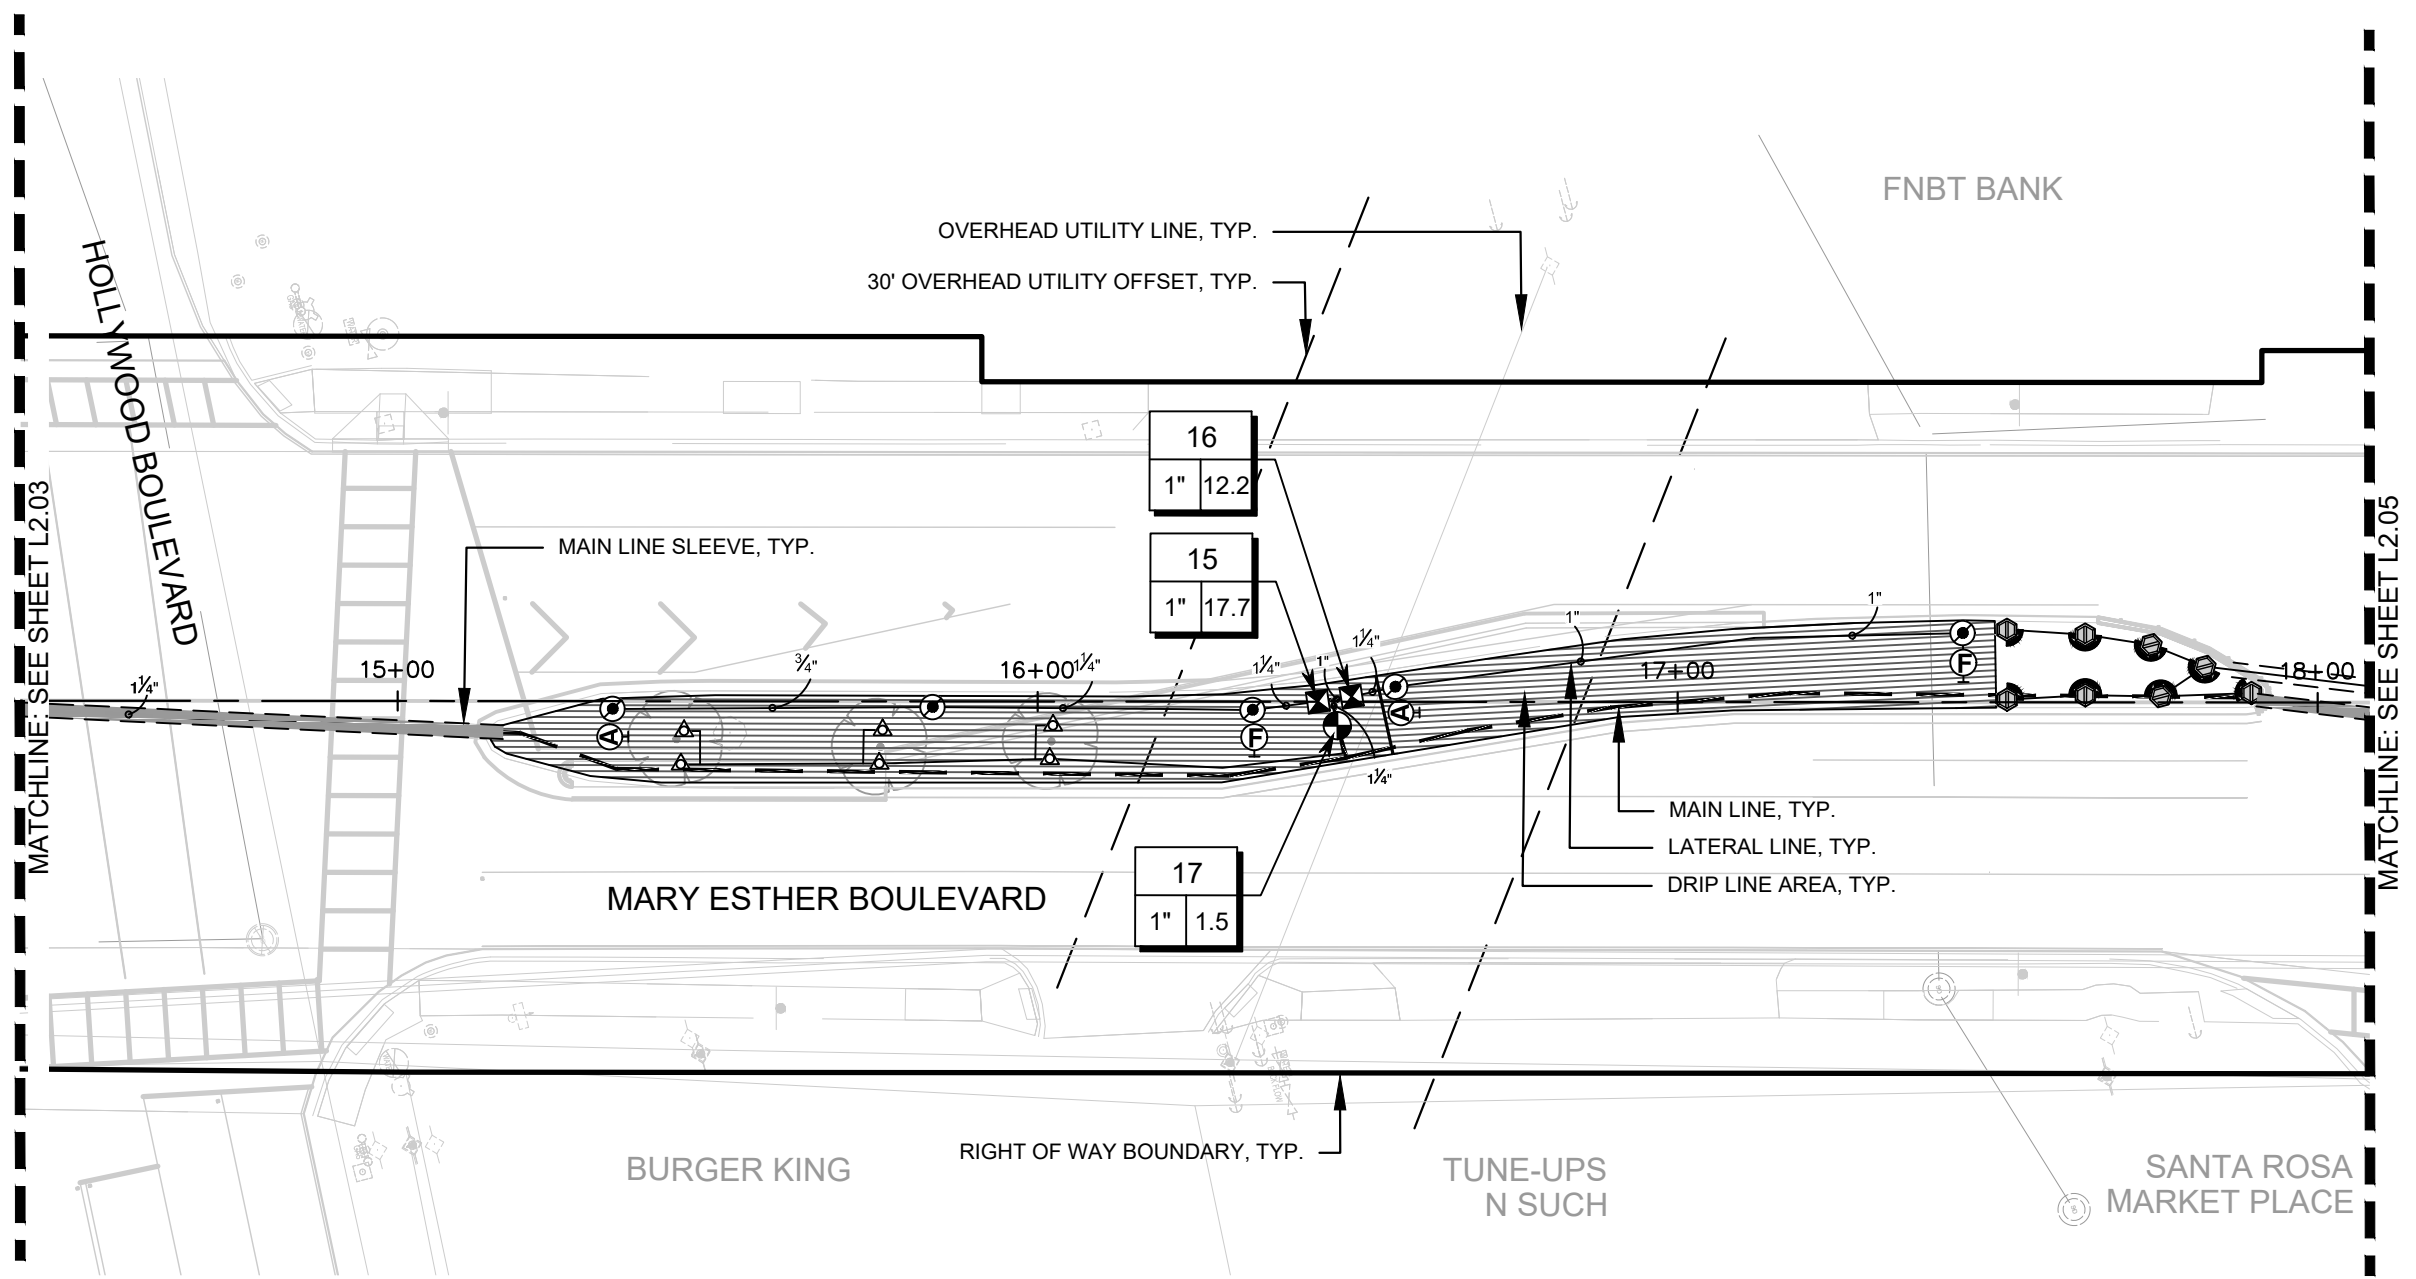 FNBT BANK
OVERHEAD UTILITY LINE, TYP.
30' OVERHEAD UTILITY OFFSET, TYP.
HOLLYWOOD BOULEVARD
MATCHLINE: SEE SHEET L2.03
MATCHLINE: SEE SHEET L2.05
16
1" 12.2
15
1" 17.7
MAIN LINE SLEEVE, TYP.
1¼"
15+00
¾"
16+00
1¼"
1¼"
1"
1¼"
1"
1"
17+00
18+00
A
F
A
F
1¼"
17
1" 1.5
MARY ESTHER BOULEVARD
MAIN LINE, TYP.
LATERAL LINE, TYP.
DRIP LINE AREA, TYP.
RIGHT OF WAY BOUNDARY, TYP.
BURGER KING
TUNE-UPS
N SUCH
SANTA ROSA
MARKET PLACE